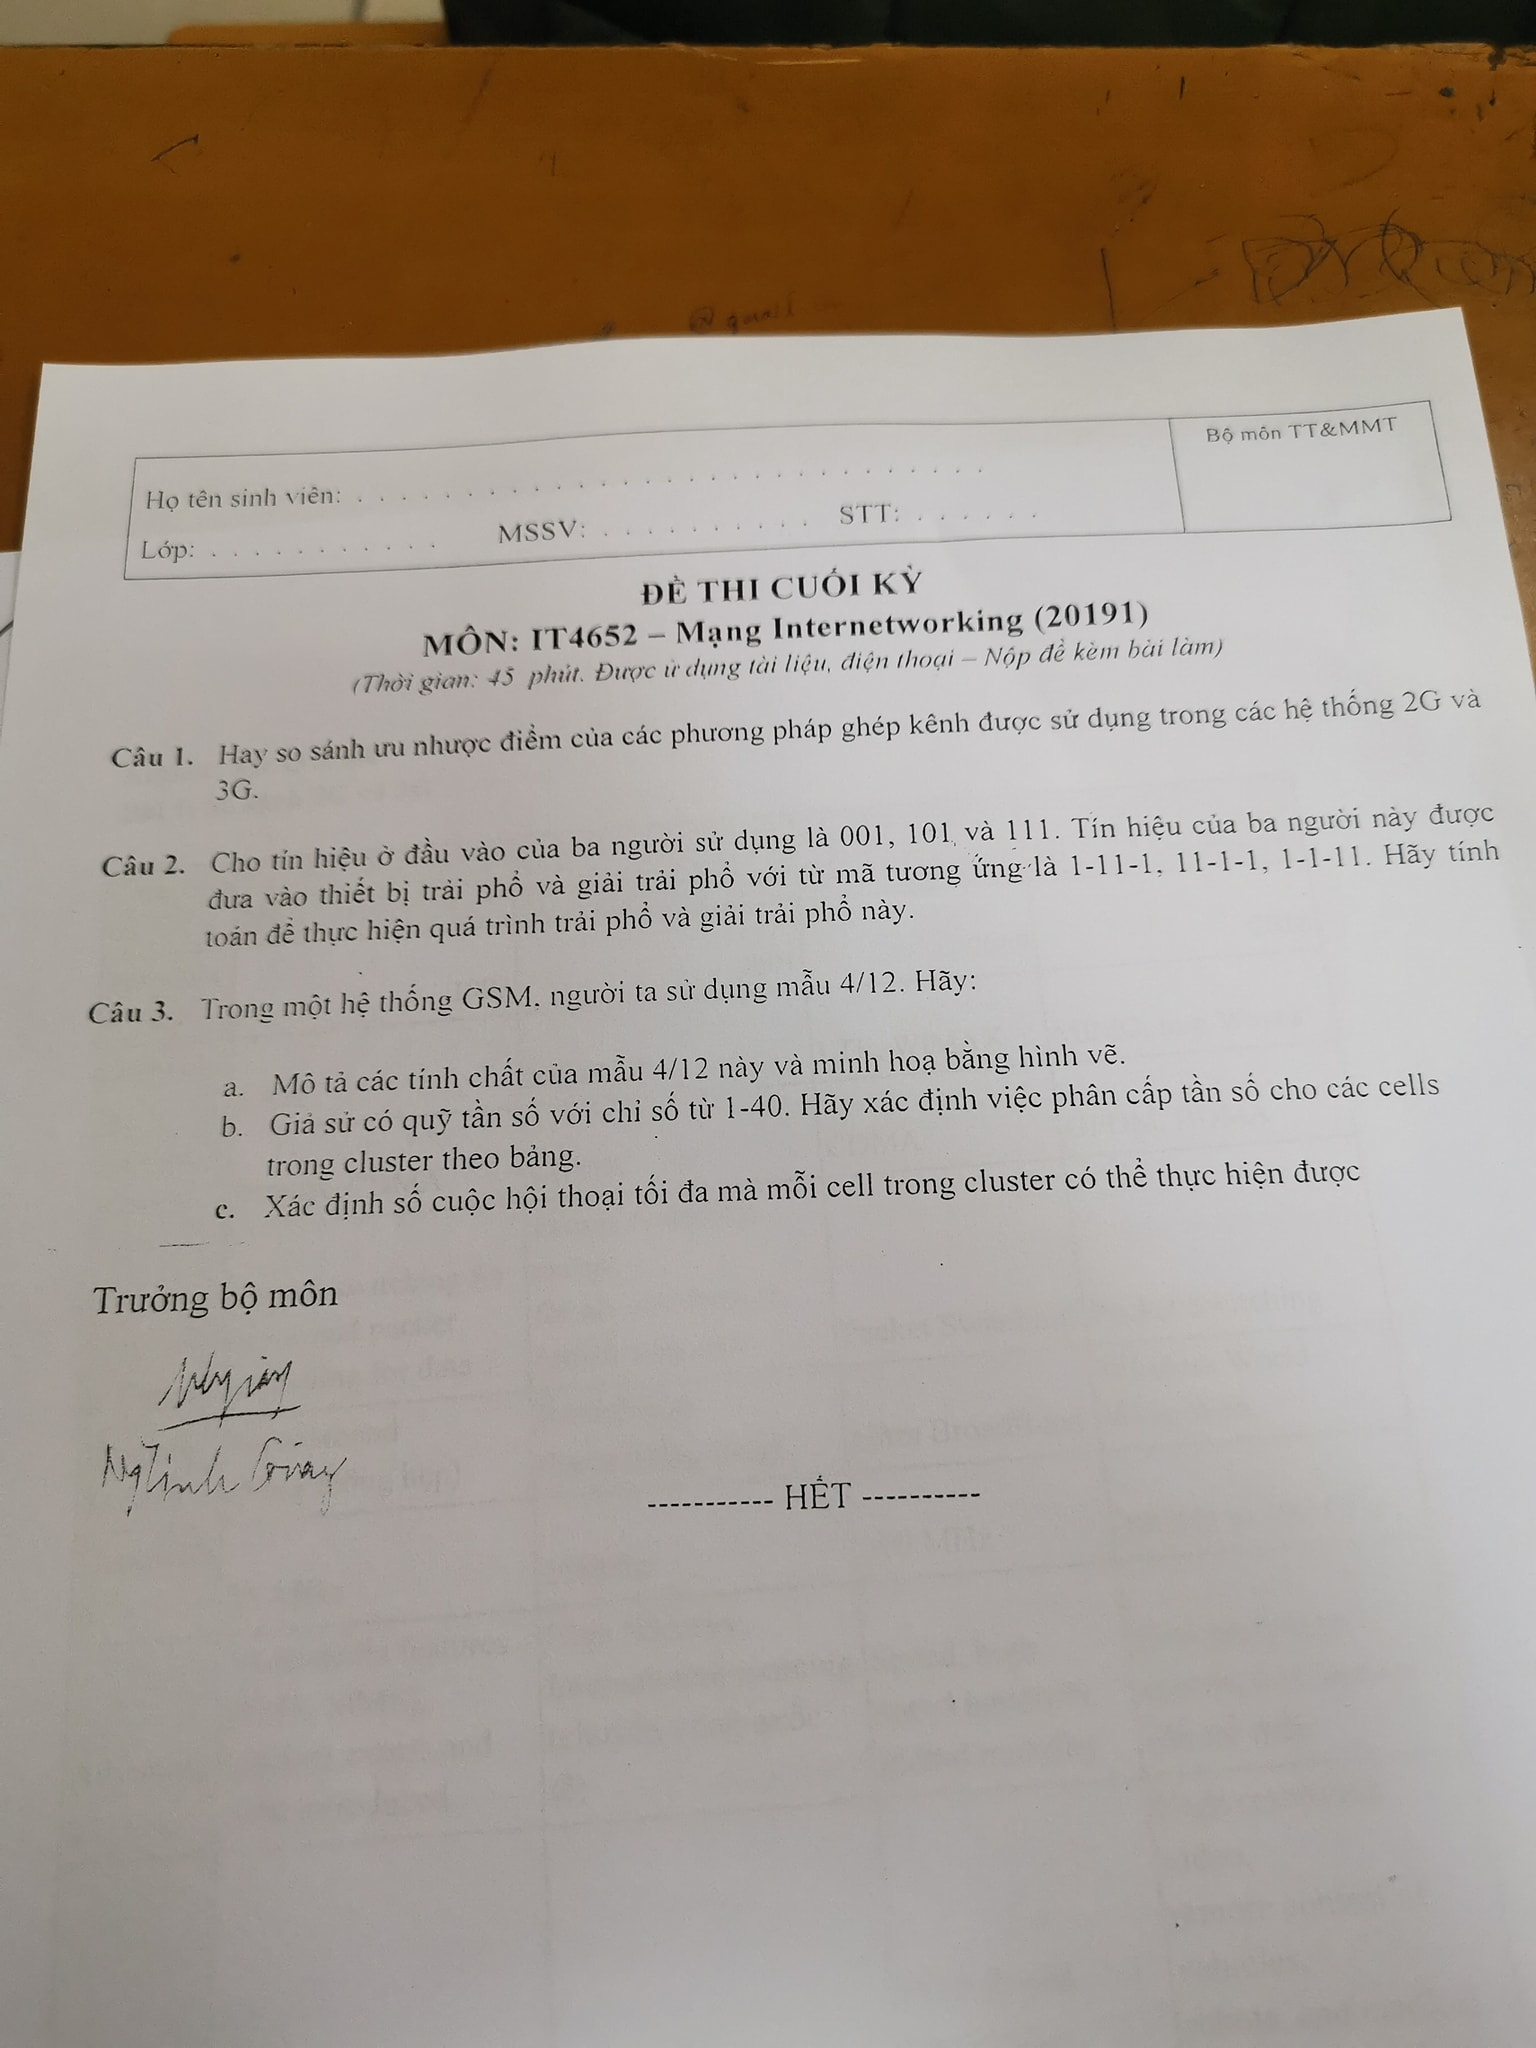 Bộ môn TT&MMT
Họ tên sinh viên: . . . . . . . . . . . . . . . . . . . . . . . . . . . . . .
Lớp: . . . . . . . . . . . MSSV: . . . . . . . . . . STT: . . . . . .
ĐỀ THI CUỐI KỲ
MÔN: IT4652 – Mạng Internetworking (20191)
(Thời gian: 45 phút. Được ử dụng tài liệu, điện thoại – Nộp đề kèm bài làm)
Câu 1. Hay so sánh ưu nhược điểm của các phương pháp ghép kênh được sử dụng trong các hệ thống 2G và
3G.
Câu 2. Cho tín hiệu ở đầu vào của ba người sử dụng là 001, 101 và 111. Tín hiệu của ba người này được
đưa vào thiết bị trải phổ và giải trải phổ với từ mã tương ứng là 1-11-1, 11-1-1, 1-1-11. Hãy tính
toán để thực hiện quá trình trải phổ và giải trải phổ này.
Câu 3. Trong một hệ thống GSM, người ta sử dụng mẫu 4/12. Hãy:
a. Mô tả các tính chất của mẫu 4/12 này và minh hoạ bằng hình vẽ.
b. Giả sử có quỹ tần số với chỉ số từ 1-40. Hãy xác định việc phân cấp tần số cho các cells
trong cluster theo bảng.
c. Xác định số cuộc hội thoại tối đa mà mỗi cell trong cluster có thể thực hiện được
Trưởng bộ môn
----------- HẾT ----------